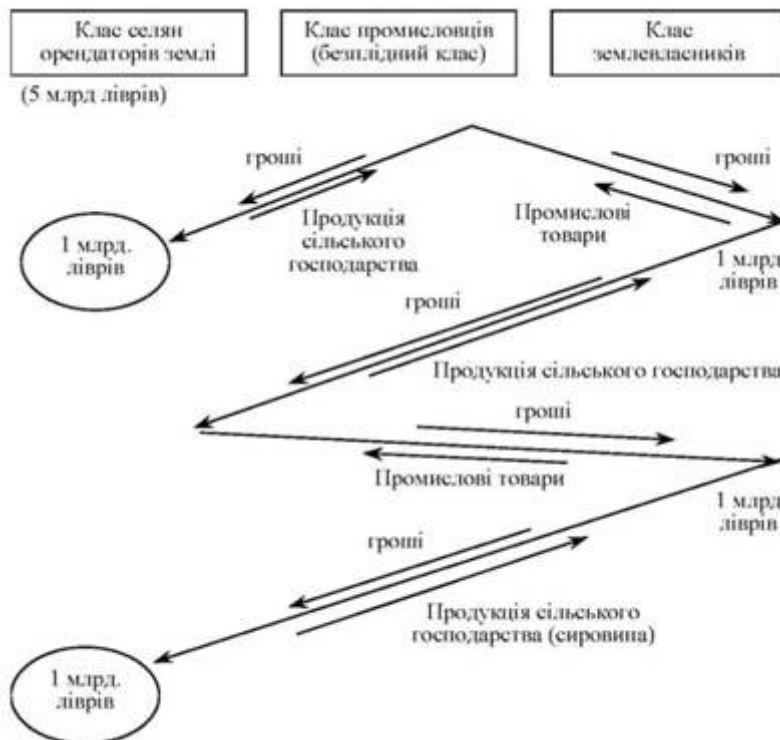 Клас селян
орендаторів землі
Клас промисловців
(безплідний клас)
Клас
землевласників
(5 млрд ліврів)
гроші
гроші
Продукція
сільського
господарства
Промислові
товари
1 млрд.
ліврів
1 млрд.
ліврів
гроші
Продукція сільського господарства
гроші
Промислові товари
1 млрд.
ліврів
гроші
Продукція сільського
господарства (сировина)
1 млрд.
ліврів